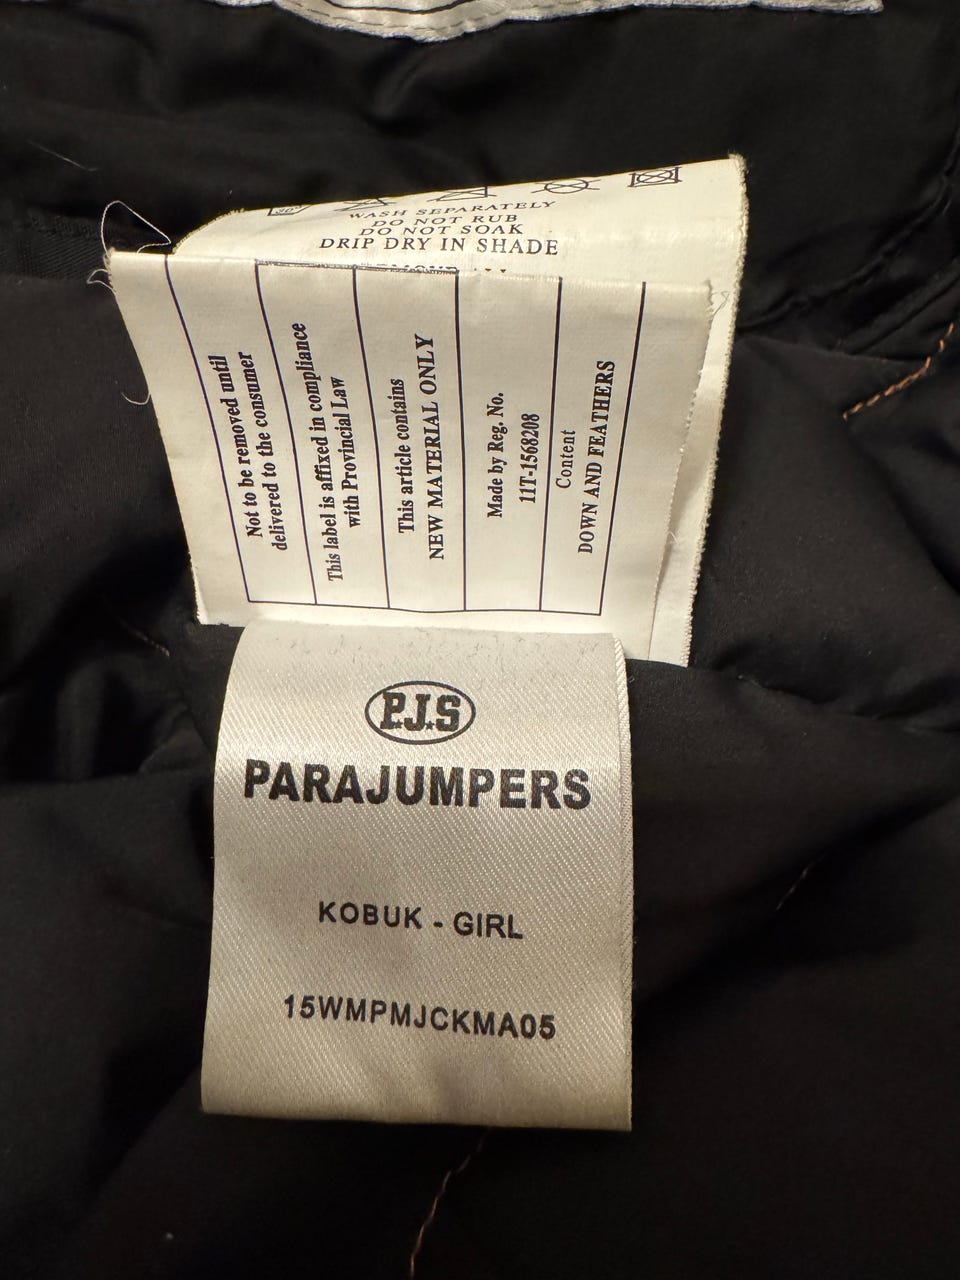 30°
WASH SEPARATELY
DO NOT RUB
DO NOT SOAK
DRIP DRY IN SHADE
Not to be removed until
delivered to the consumer
This label is affixed in compliance
with Provincial Law
This article contains
NEW MATERIAL ONLY
Made by Reg. No.
11T-1568208
Content
DOWN AND FEATHERS
P.J.S
PARAJUMPERS
KOBUK - GIRL
15WMPMJCKMA05